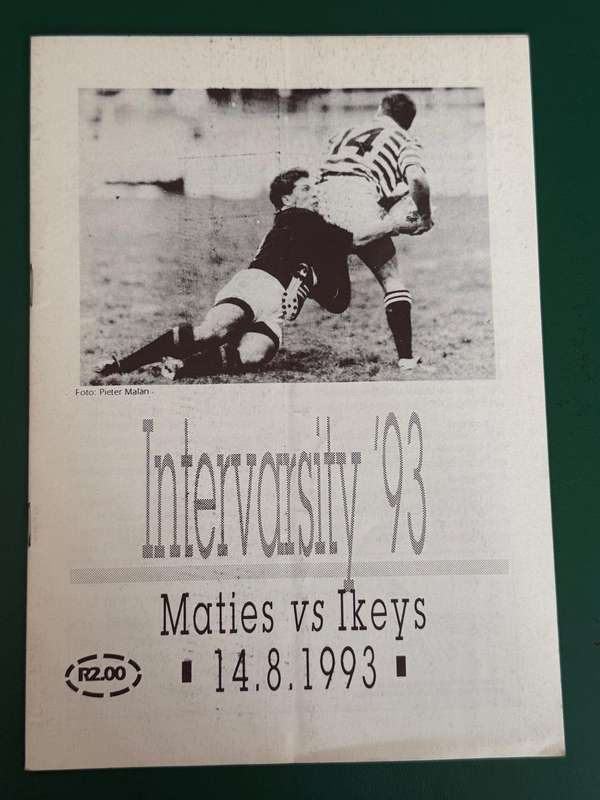 14
Foto: Pieter Malan
Intervarsity '93
Maties vs Ikeys
R2.00
14.8.1993